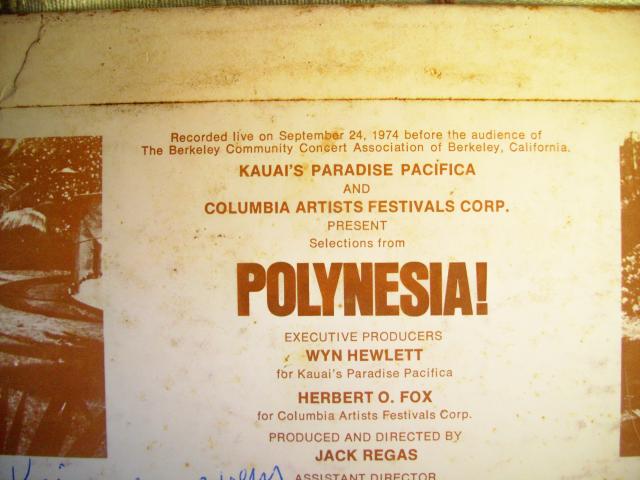 Recorded live on September 24, 1974 before the audience of
The Berkeley Community Concert Association of Berkeley, California.
KAUAI'S PARADISE PACIFICA
AND
COLUMBIA ARTISTS FESTIVALS CORP.
PRESENT
Selections from
POLYNESIA!
EXECUTIVE PRODUCERS
WYN HEWLETT
for Kauai's Paradise Pacifica
HERBERT O. FOX
for Columbia Artists Festivals Corp.
PRODUCED AND DIRECTED BY
JACK REGAS
ASSISTANT DIRECTOR